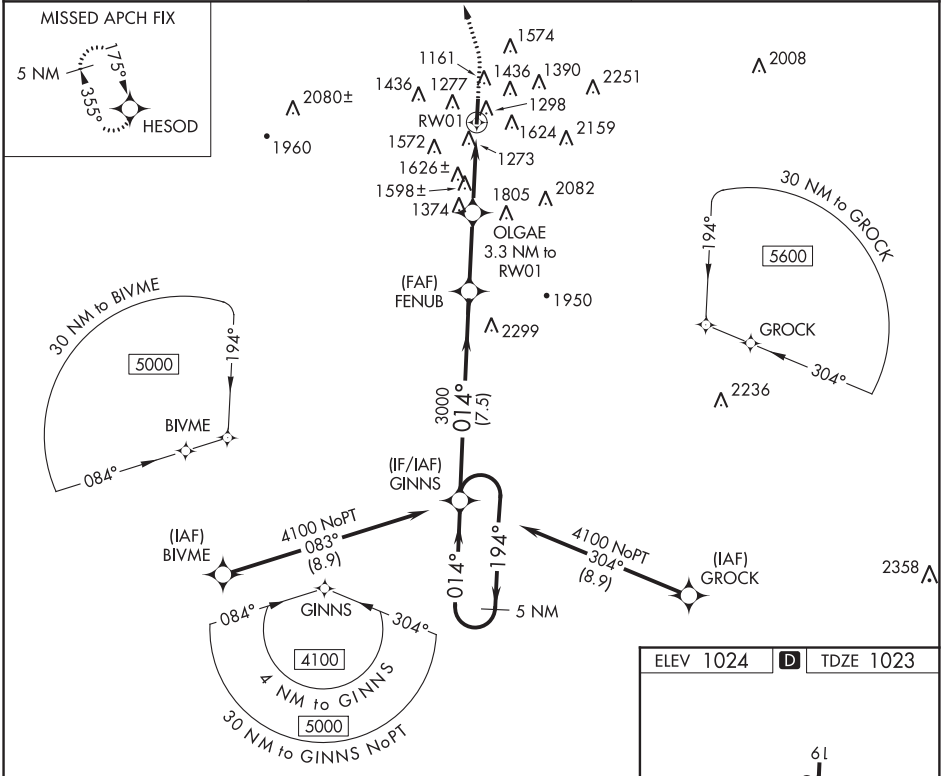 MISSED APCH FIX
5 NM
175°
355°
HESOD
1574
1161
1436
1390
2251
2008
2080±
1436
1277
1298
RW01
1624
2159
1960
1572
1273
1626±
1598±
1374
1805
2082
OLGAE
3.3 NM to
RW01
(FAF)
FENUB
1950
2299
30 NM to GROCK
194°
5600
GROCK
304°
2236
30 NM to BIVME
5000
194°
BIVME
084°
3000
014°
(7.5)
(IF/IAF)
GINNS
4100 NoPT
083°
(8.9)
(IAF)
BIVME
014°
194°
5 NM
4100 NoPT
304°
(8.9)
(IAF)
GROCK
2358
084°
GINNS
304°
4100
4 NM to GINNS
5000
30 NM to GINNS NoPT
ELEV 1024
D
TDZE 1023
19